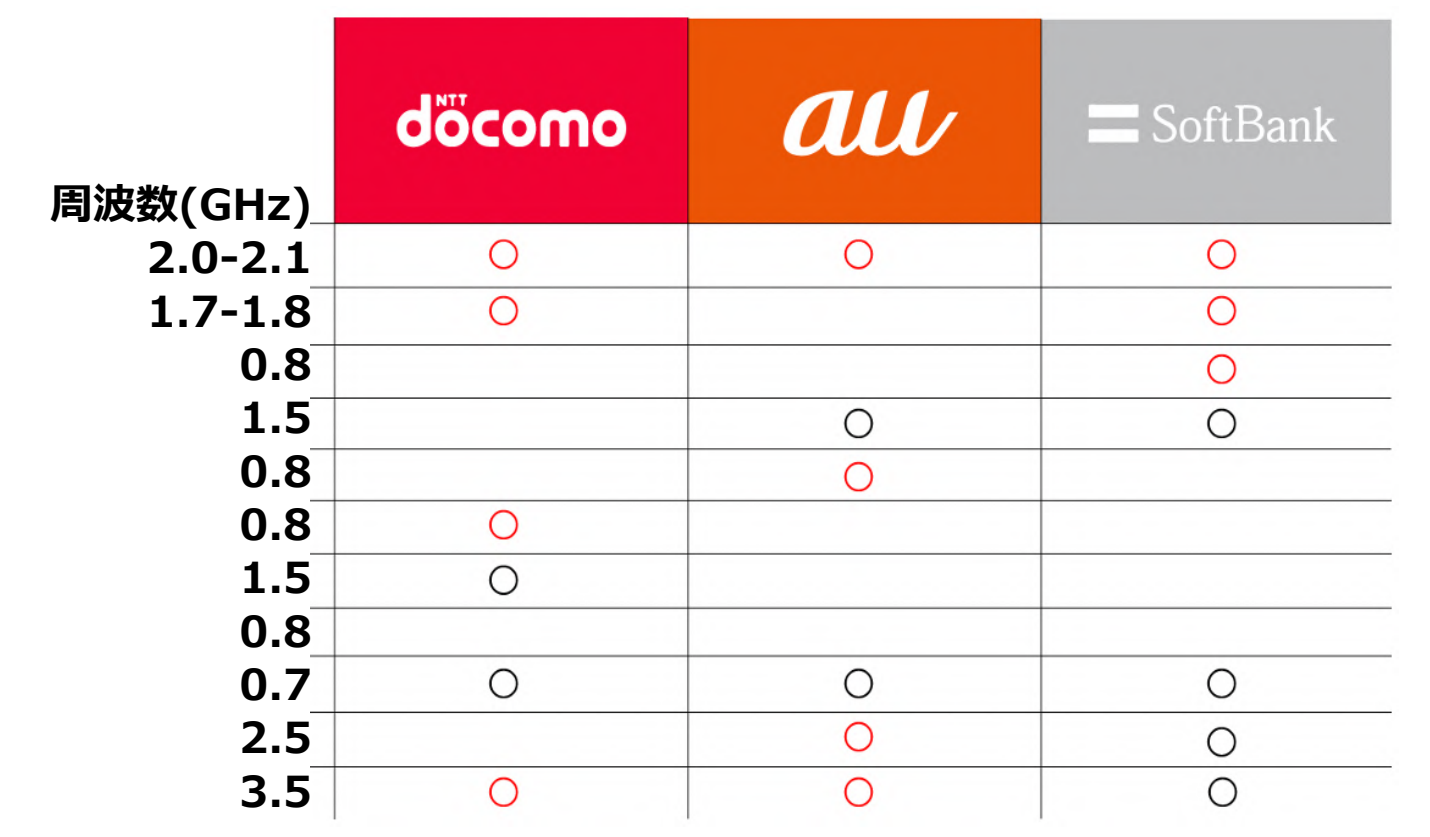 NTT
döcomo
au
SoftBank
周波数(GHz)
2.0-2.1 ○ ○ ○
1.7-1.8 ○ ○
0.8 ○
1.5 ○ ○
0.8 ○
0.8 ○
1.5 ○
0.8
0.7 ○ ○ ○
2.5 ○ ○
3.5 ○ ○ ○